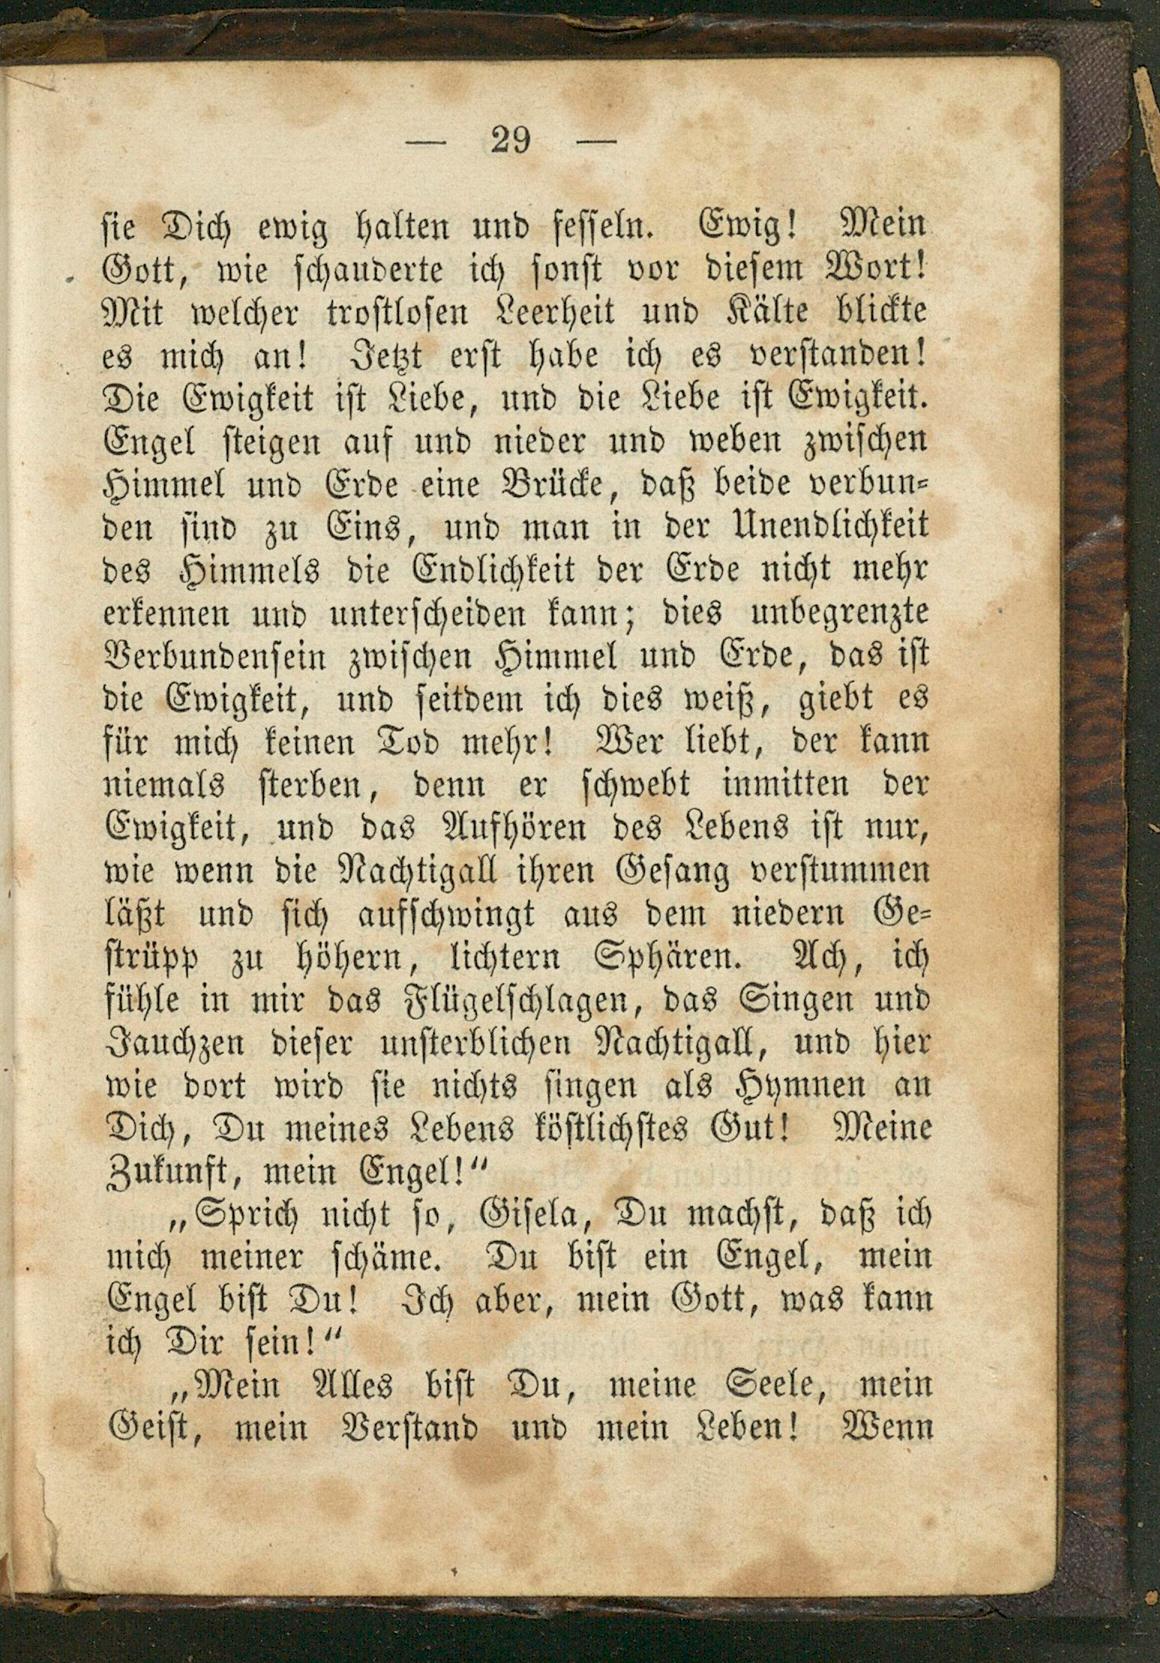 — 29 —
sie Dich ewig halten und fesseln. Ewig! Mein
Gott, wie schauderte ich sonst vor diesem Wort!
Mit welcher trostlosen Leerheit und Kälte blickte
es mich an! Jetzt erst habe ich es verstanden!
Die Ewigkeit ist Liebe, und die Liebe ist Ewigkeit.
Engel steigen auf und nieder und weben zwischen
Himmel und Erde eine Brücke, daß beide verbun-
den sind zu Eins, und man in der Unendlichkeit
des Himmels die Endlichkeit der Erde nicht mehr
erkennen und unterscheiden kann; dies unbegrenzte
Verbundensein zwischen Himmel und Erde, das ist
die Ewigkeit, und seitdem ich dies weiß, giebt es
für mich keinen Tod mehr! Wer liebt, der kann
niemals sterben, denn er schwebt inmitten der
Ewigkeit, und das Aufhören des Lebens ist nur,
wie wenn die Nachtigall ihren Gesang verstummen
läßt und sich aufschwingt aus dem niedern Ge-
strüpp zu höhern, lichtern Sphären. Ach, ich
fühle in mir das Flügelschlagen, das Singen und
Jauchzen dieser unsterblichen Nachtigall, und hier
wie dort wird sie nichts singen als Hymnen an
Dich, Du meines Lebens köstlichstes Gut! Meine
Zukunft, mein Engel!“
„Sprich nicht so, Gisela, Du machst, daß ich
mich meiner schäme. Du bist ein Engel, mein
Engel bist Du! Ich aber, mein Gott, was kann
ich Dir sein!“
„Mein Alles bist Du, meine Seele, mein
Geist, mein Verstand und mein Leben! Wenn